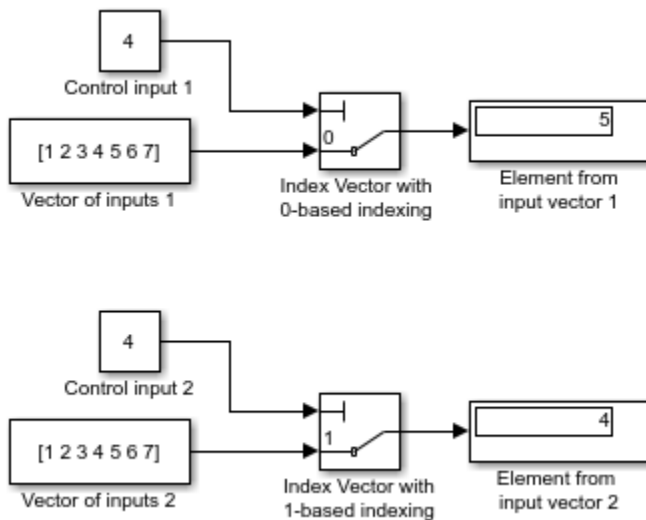 4
Control input 1
[1 2 3 4 5 6 7]
Vector of inputs 1
0
Index Vector with
0-based indexing
5
Element from
input vector 1
4
Control input 2
[1 2 3 4 5 6 7]
Vector of inputs 2
1
Index Vector with
1-based indexing
4
Element from
input vector 2